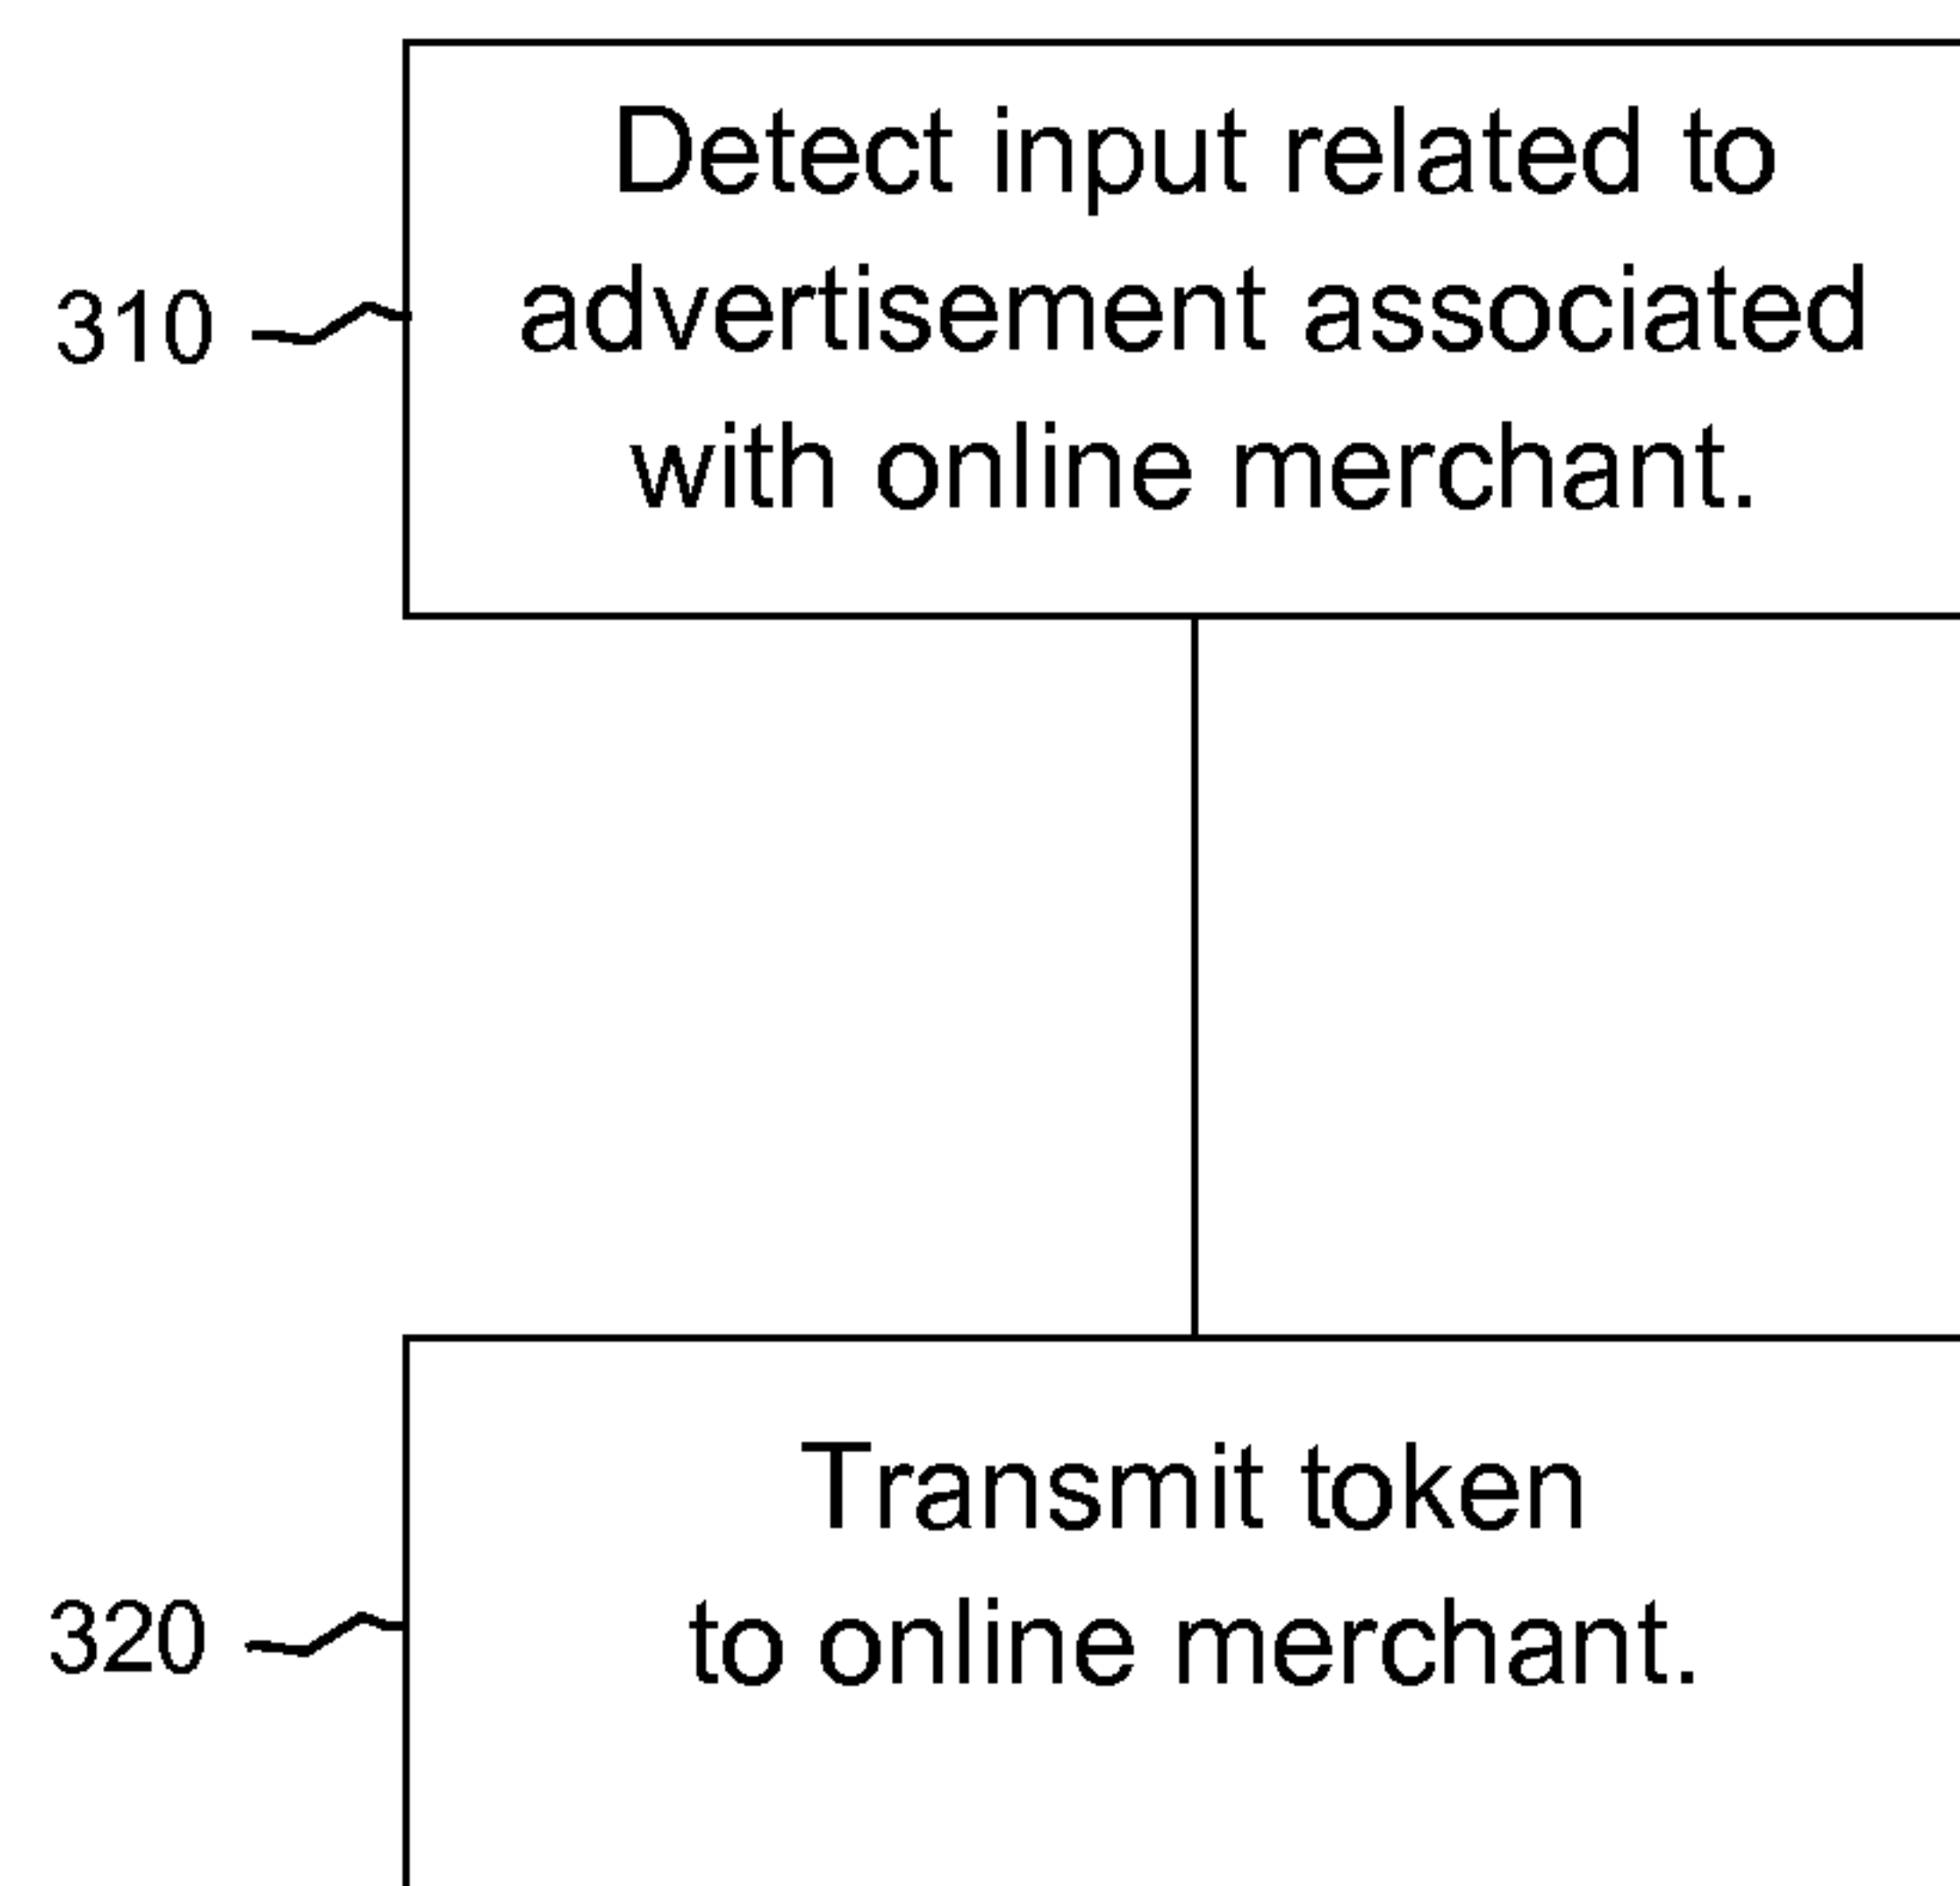 Detect input related to
310 advertisement associated
with online merchant.
Transmit token
320 to online merchant.